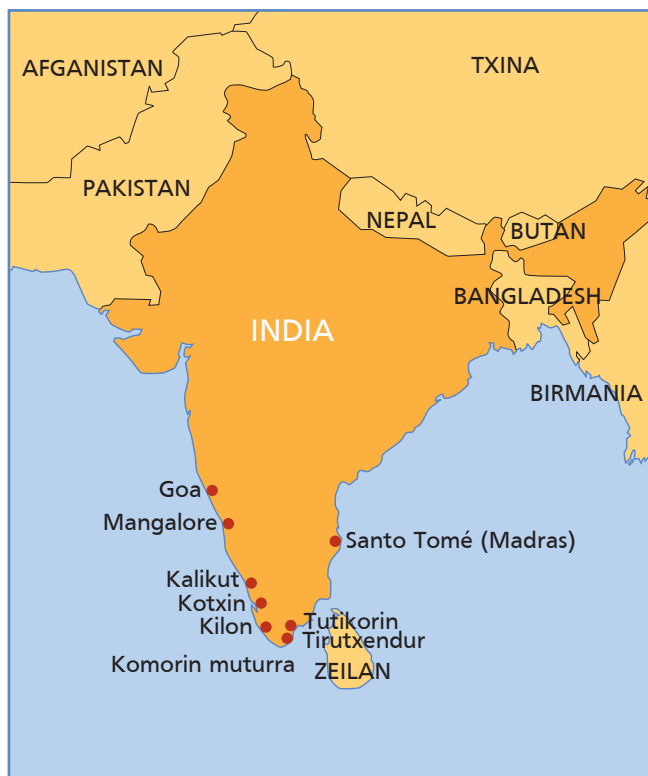 AFGANISTAN
TXINA
PAKISTAN
NEPAL
BUTAN
BANGLADESH
INDIA
BIRMANIA
Goa
Mangalore
Santo Tomé (Madras)
Kalikut
Kotxin
Kilon
Tutikorin
Tirutxendur
Komorin muturra
ZEILAN